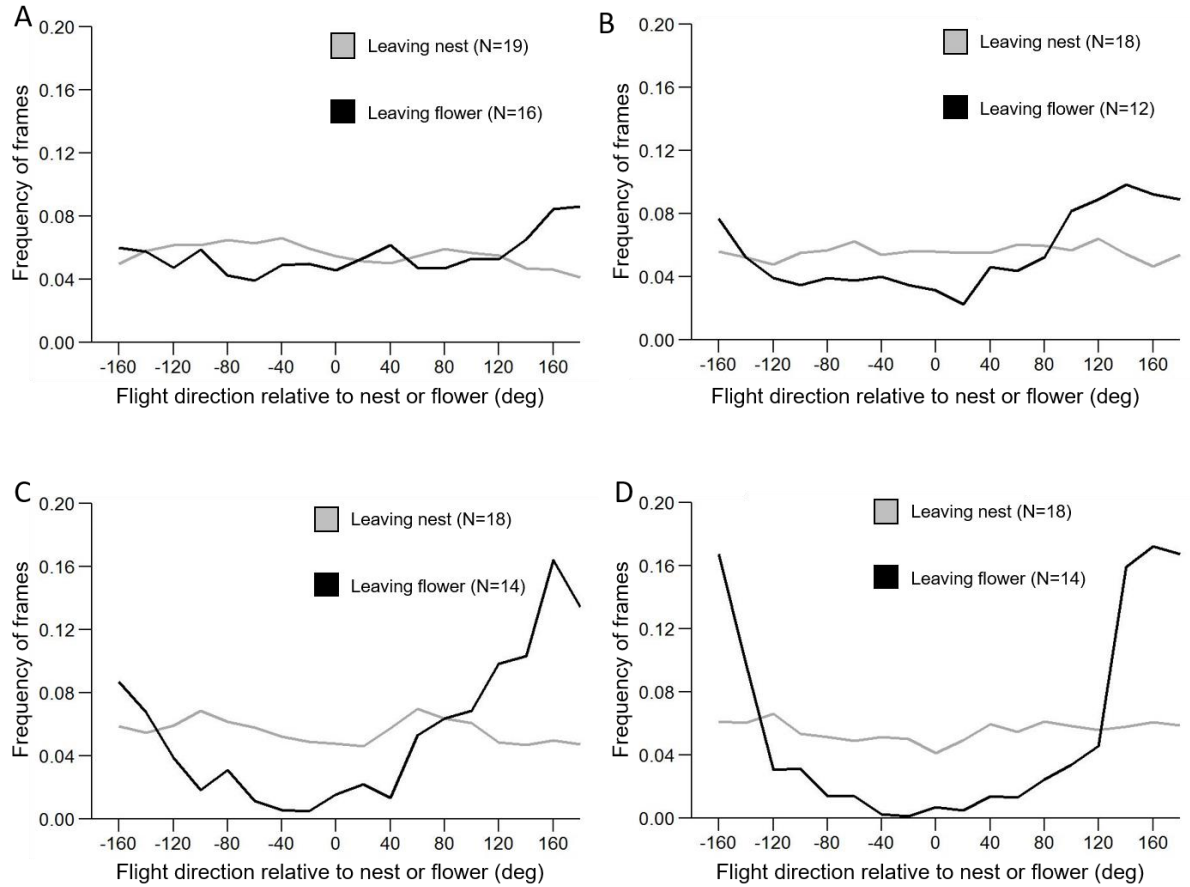 A
Frequency of frames
0.20
0.16
0.12
0.08
0.04
0.00
Leaving nest (N=19)
Leaving flower (N=16)
-160 -120 -80 -40 0 40 80 120 160
Flight direction relative to nest or flower (deg)
B
Frequency of frames
0.20
0.16
0.12
0.08
0.04
0.00
Leaving nest (N=18)
Leaving flower (N=12)
-160 -120 -80 -40 0 40 80 120 160
Flight direction relative to nest or flower (deg)
C
Frequency of frames
0.20
0.16
0.12
0.08
0.04
0.00
Leaving nest (N=18)
Leaving flower (N=14)
-160 -120 -80 -40 0 40 80 120 160
Flight direction relative to nest or flower (deg)
D
Frequency of frames
0.20
0.16
0.12
0.08
0.04
0.00
Leaving nest (N=18)
Leaving flower (N=14)
-160 -120 -80 -40 0 40 80 120 160
Flight direction relative to nest or flower (deg)